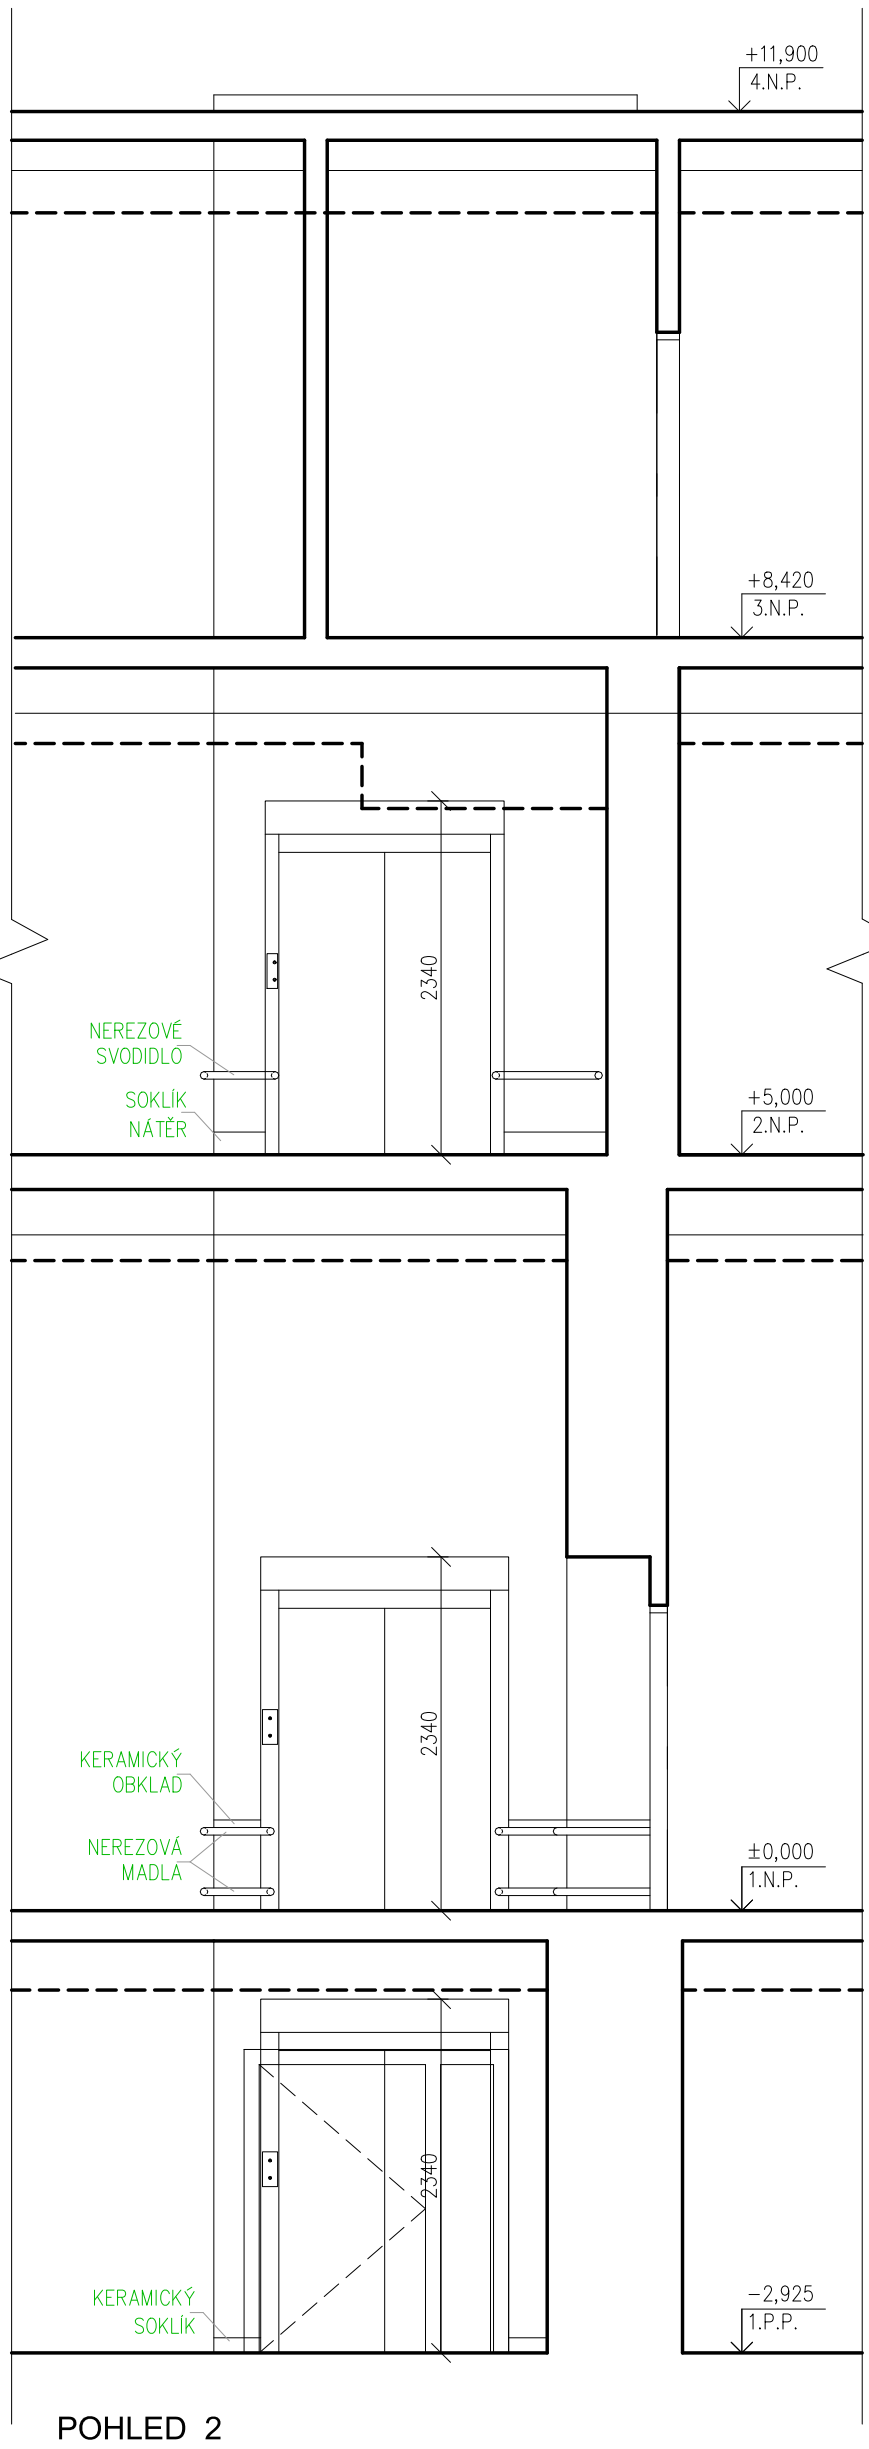 +11,900
4.N.P.
+8,420
3.N.P.
2340
NEREZOVÉ
SVODIDLO
SOKLÍK
NÁTĚR
+5,000
2.N.P.
2340
KERAMICKÝ
OBKLAD
NEREZOVÁ
MADLA
±0,000
1.N.P.
2340
KERAMICKÝ
SOKLÍK
−2,925
1.P.P.
POHLED 2